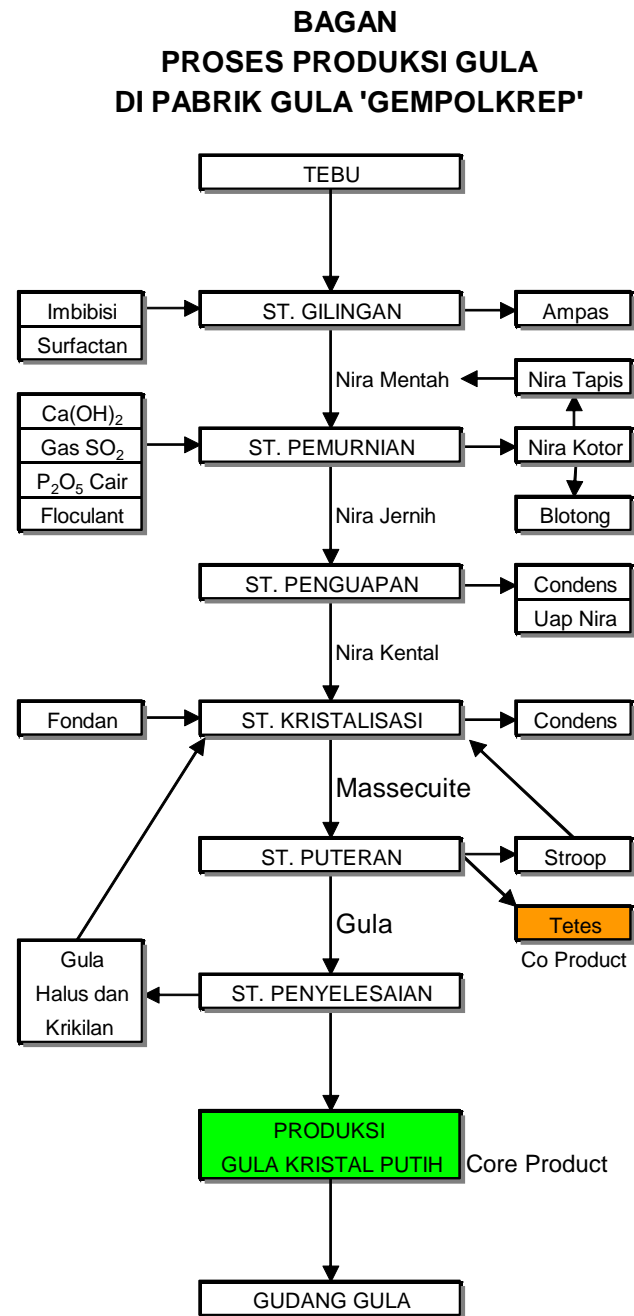 BAGAN
PROSES PRODUKSI GULA
DI PABRIK GULA 'GEMPOLKREP'
TEBU
Imbibisi
Surfactan
ST. GILINGAN
Ampas
Nira Mentah
Nira Tapis
Ca(OH)₂
Gas SO₂
P₂O₅ Cair
Floculant
ST. PEMURNIAN
Nira Kotor
Blotong
Nira Jernih
ST. PENGUAPAN
Condens
Uap Nira
Nira Kental
Fondan
ST. KRISTALISASI
Condens
Massecuite
ST. PUTERAN
Stroop
Tetes
Co Product
Gula
Gula
Halus dan
Krikilan
ST. PENYELESAIAN
PRODUKSI
GULA KRISTAL PUTIH
Core Product
GUDANG GULA